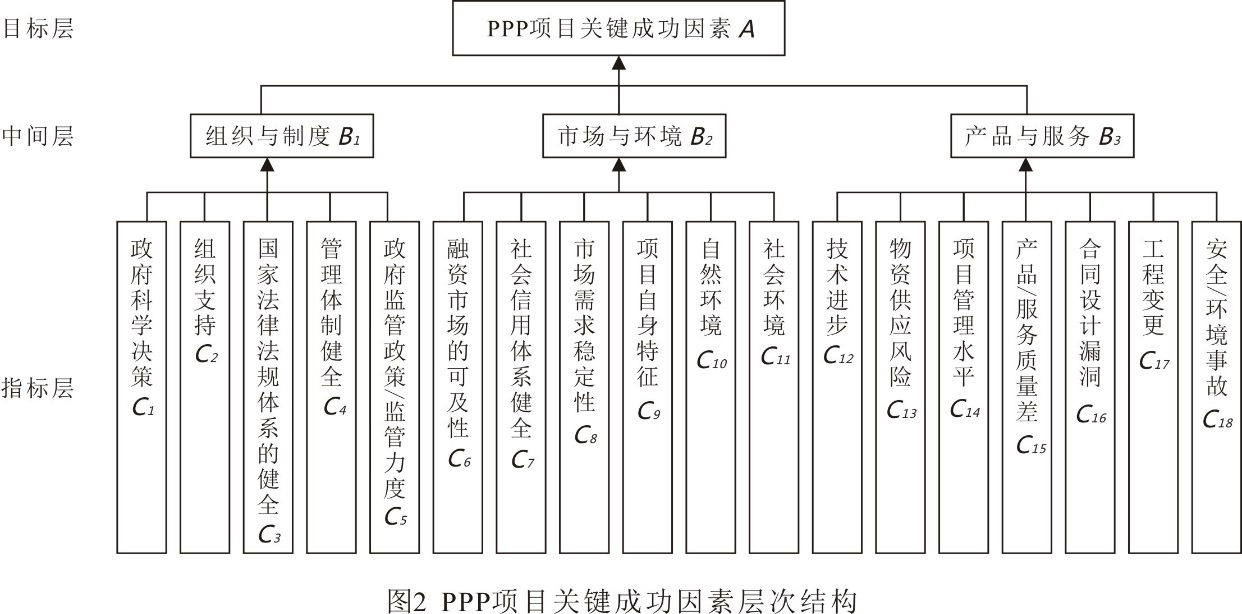 目标层
PPP项目关键成功因素 A
中间层
组织与制度 B1
市场与环境 B2
产品与服务 B3
指标层
政府科学决策 C1
组织支持 C2
国家法律法规体系的健全 C3
管理体制健全 C4
政府监管政策/监管力度 C5
融资市场的可及性 C6
社会信用体系健全 C7
市场需求稳定性 C8
项目自身特征 C9
自然环境 C10
社会环境 C11
技术进步 C12
物资供应风险 C13
项目管理水平 C14
产品/服务质量差 C15
合同设计漏洞 C16
工程变更 C17
安全/环境事故 C18
图2 PPP项目关键成功因素层次结构